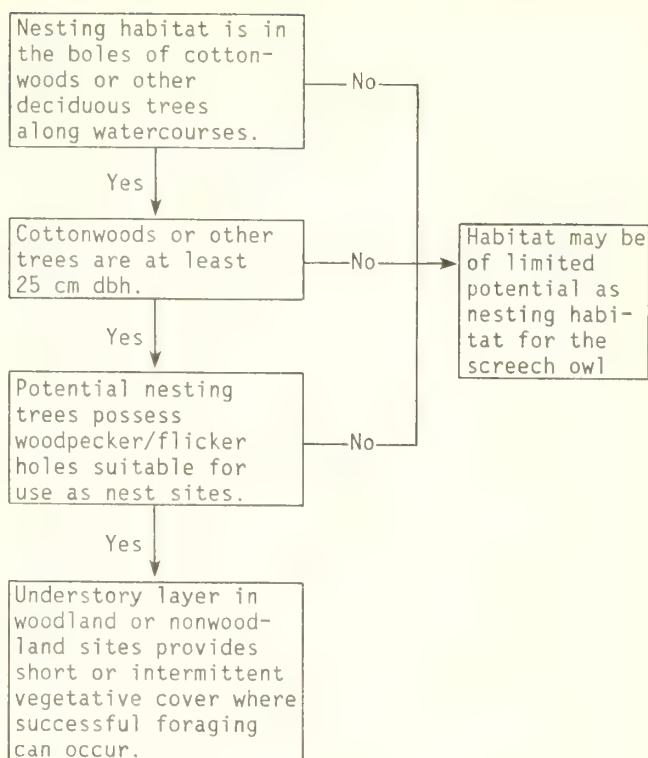 Nesting habitat is in
the boles of cotton-
woods or other
deciduous trees
along watercourses.
No
Yes
Cottonwoods or other
trees are at least
25 cm dbh.
No
Habitat may be
of limited
potential as
nesting habi-
tat for the
screech owl
Yes
Potential nesting
trees possess
woodpecker/flicker
holes suitable for
use as nest sites.
No
Yes
Understory layer in
woodland or nonwood-
land sites provides
short or intermittent
vegetative cover where
successful foraging
can occur.